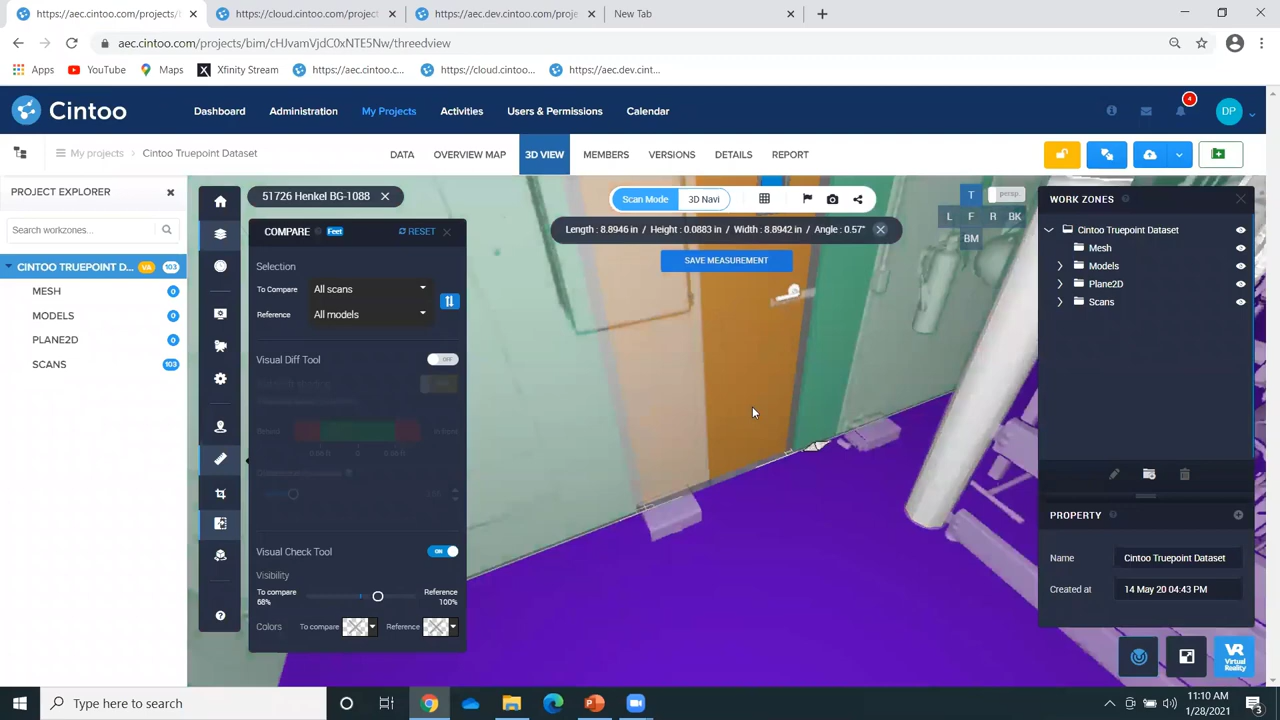 https://aec.cintoo.com/projects/b
https://cloud.cintoo.com/project
https://aec.dev.cintoo.com/proje
New Tab
aec.cintoo.com/projects/bim/cHJvamVjdC0xNTE5Nw/threedview
Apps
YouTube
Maps
Xfinity Stream
https://aec.cintoo.c...
https://cloud.cintoo...
https://aec.dev.cint...
Cintoo
Dashboard
Administration
My Projects
Activities
Users & Permissions
Calendar
4
DP
My projects
Cintoo Truepoint Dataset
DATA
OVERVIEW MAP
3D VIEW
MEMBERS
VERSIONS
DETAILS
REPORT
PROJECT EXPLORER
Search workzones...
CINTOO TRUEPOINT D... VA 103
MESH 0
MODELS 0
PLANE2D 0
SCANS 103
51726 Henkel BG-1088
COMPARE Feet RESET
Selection
To Compare All scans
Reference All models
Visual Diff Tool OFF
Visual Check Tool ON
Visibility
To compare Reference
68% 100%
Colors To compare Reference
Scan Mode 3D Navi
Length : 8.8946 in / Height : 0.0883 in / Width : 8.8942 in / Angle : 0.57°
SAVE MEASUREMENT
T persp.
L F R BK
BM
WORK ZONES
Cintoo Truepoint Dataset
Mesh
Models
Plane2D
Scans
PROPERTY
Name Cintoo Truepoint Dataset
Created at 14 May 20 04:43 PM
VR
Virtual
Reality
Type here to search
11:10 AM
1/28/2021
3